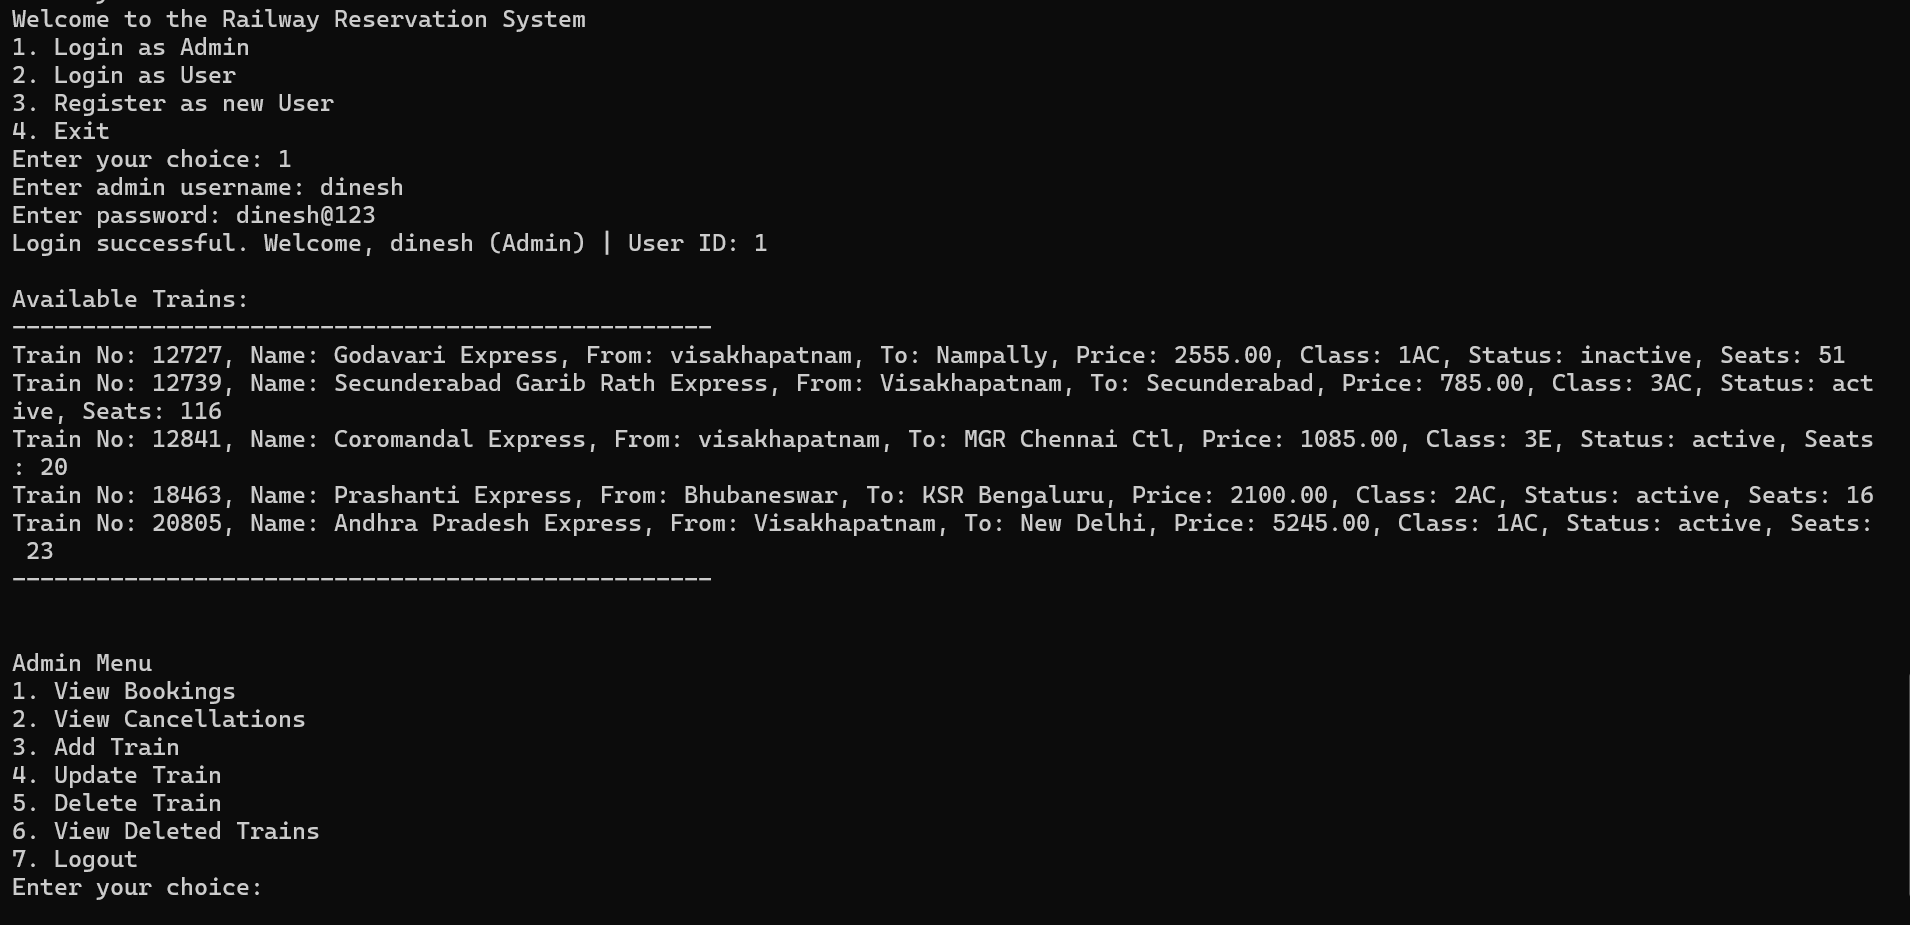 Welcome to the Railway Reservation System
1. Login as Admin
2. Login as User
3. Register as new User
4. Exit
Enter your choice: 1
Enter admin username: dinesh
Enter password: dinesh@123
Login successful. Welcome, dinesh (Admin) | User ID: 1
Available Trains:
--------------------------------------------------
Train No: 12727, Name: Godavari Express, From: visakhapatnam, To: Nampally, Price: 2555.00, Class: 1AC, Status: inactive, Seats: 51
Train No: 12739, Name: Secunderabad Garib Rath Express, From: Visakhapatnam, To: Secunderabad, Price: 785.00, Class: 3AC, Status: act
ive, Seats: 116
Train No: 12841, Name: Coromandal Express, From: visakhapatnam, To: MGR Chennai Ctl, Price: 1085.00, Class: 3E, Status: active, Seats
: 20
Train No: 18463, Name: Prashanti Express, From: Bhubaneswar, To: KSR Bengaluru, Price: 2100.00, Class: 2AC, Status: active, Seats: 16
Train No: 20805, Name: Andhra Pradesh Express, From: Visakhapatnam, To: New Delhi, Price: 5245.00, Class: 1AC, Status: active, Seats:
 23
--------------------------------------------------
Admin Menu
1. View Bookings
2. View Cancellations
3. Add Train
4. Update Train
5. Delete Train
6. View Deleted Trains
7. Logout
Enter your choice: